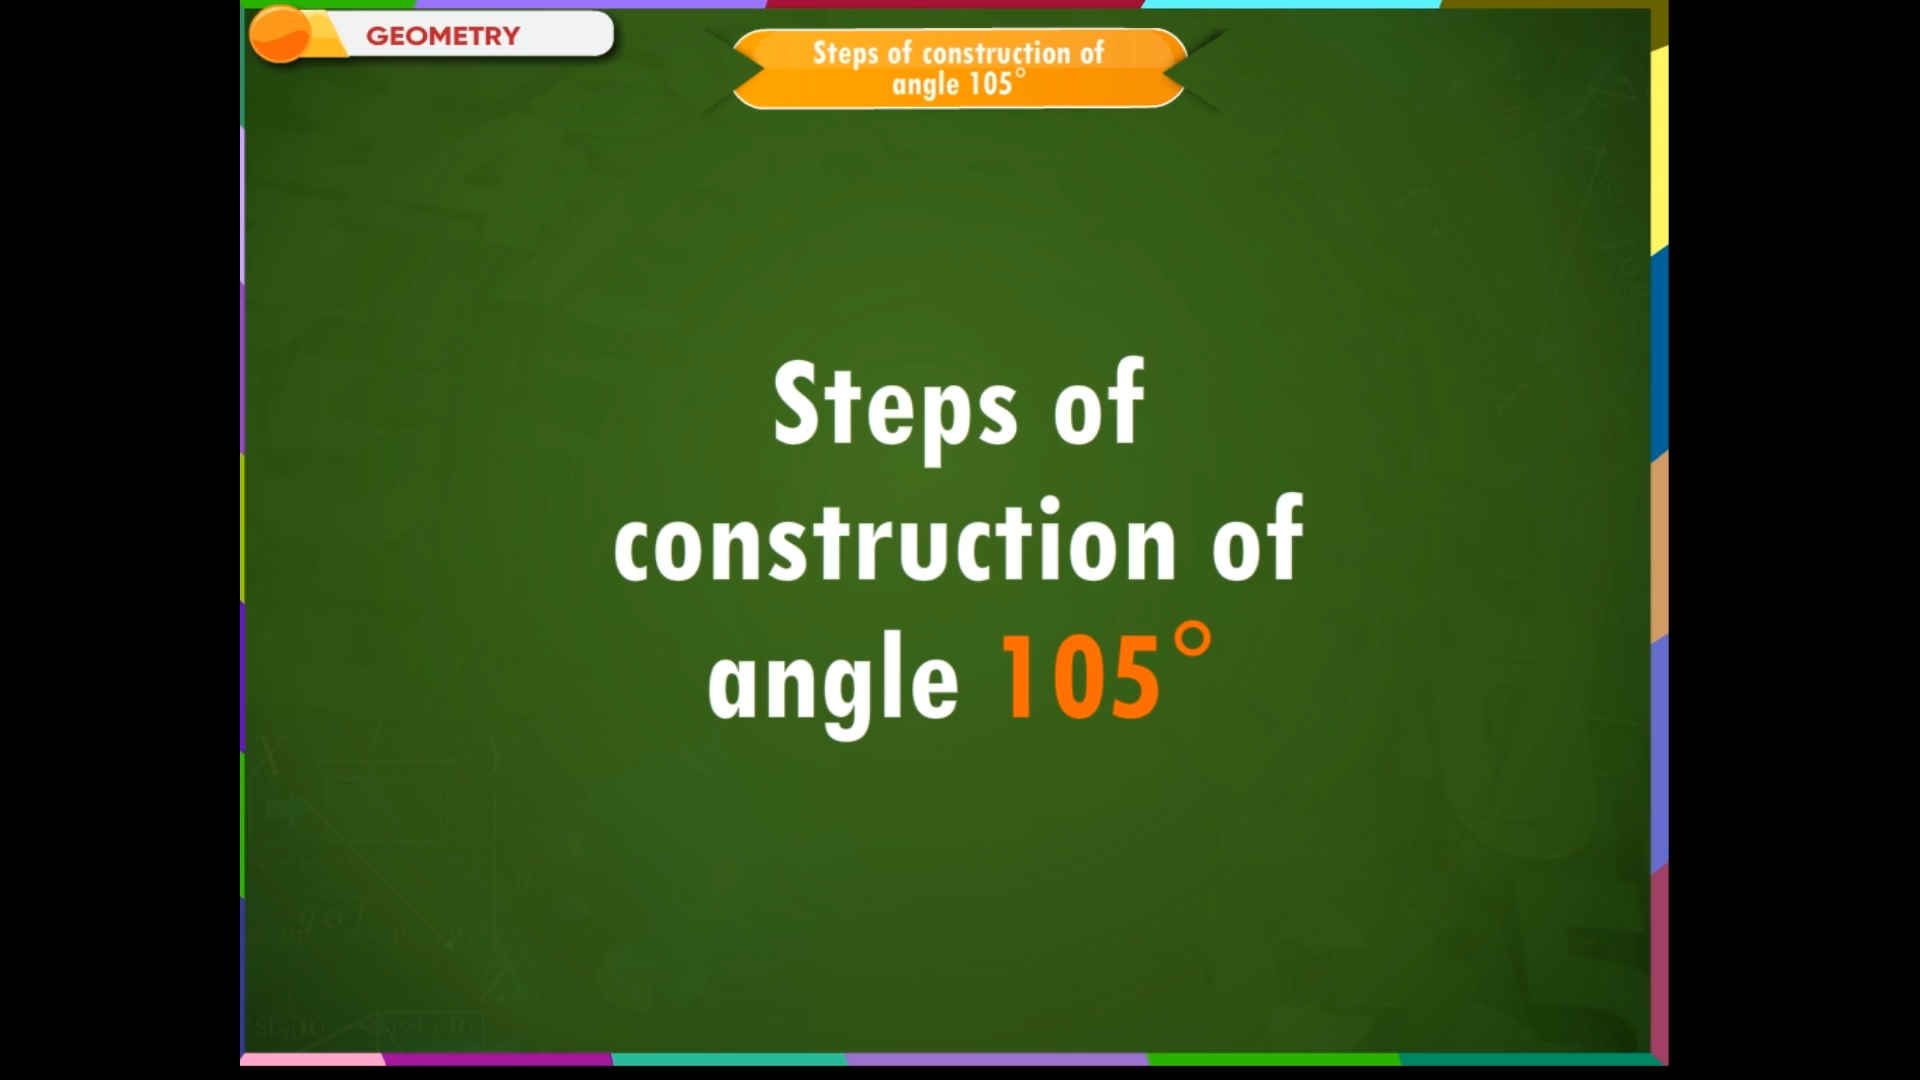 GEOMETRY
Steps of construction of
angle 105°
Steps of
construction of
angle 105°
X
Y
Z